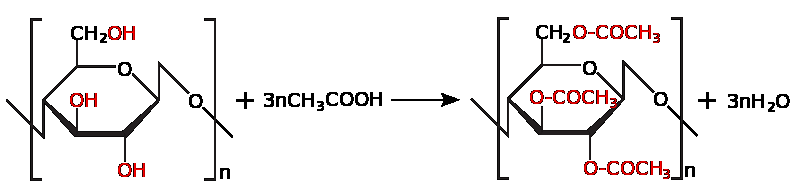 CH₂OH
O
OH
O
OH
n
+ 3nCH₃COOH
CH₂O-COCH₃
O
O-COCH₃
O
O-COCH₃
n
+ 3nH₂O